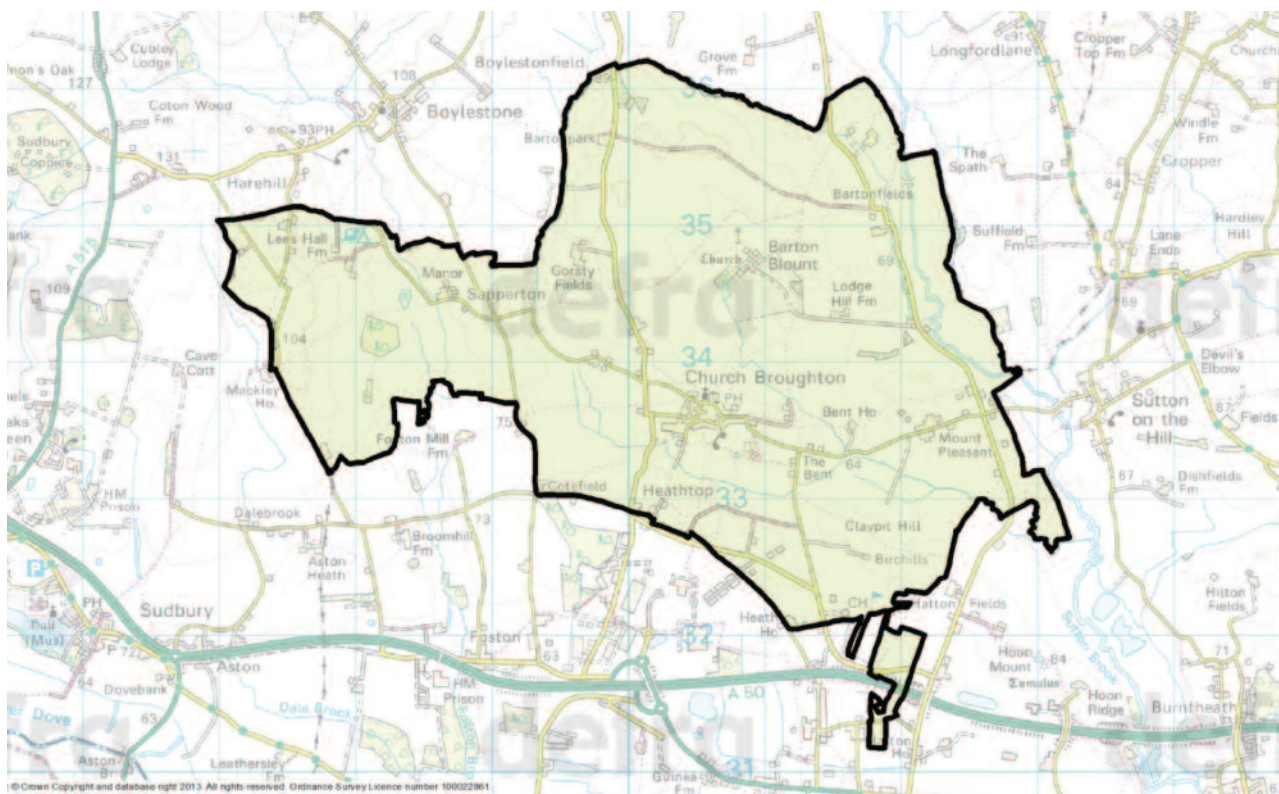 Cubley
Lodge
127
108
Boylestonfield
Grove
Fm
Longfordlane
Cropper
Top Fm
Church
Coton Wood
Fm
Boylestone
93PH
Sudbury
Coppice
131
Harehill
Windle
Fm
Cropper
The
Spath
84
Bartonfields
35
Lees Hall
Fm
Suffield
Fm
Lane
Ends
Hardley
Hill
A 515
109
Manor
Sapperton
Gorsty
Fields
Church
Barton
Blount
69
Lodge
Hill Fm
69
defra
104
34
Cave
Cott
Mackley
Ho
Church Broughton
PH
Devil's
Elbow
Sutton
on the
Hill
Bent Ho
Mount
Pleasant
Fields
75
Foston Mill
Fm
The
Bent
64
67
Dishfields
Fm
HM
Prison
Cotefield
Heathtop
33
Dalebrook
73
Claypit Hill
Broomhill
Fm
Aston
Heath
Birchills
CH
Hatton Fields
Hilton
Fields
Sudbury
PH
(Mus)
P
72
Aston
Foston
63
32
Heath
Ho
Hoon
Mount
84
Tumulus
71
64
Dovebank
63
HM
Prison
A 50
Hoon
Ridge
Burntheath
Sutton Brook
Dale Brook
Leathersley
Fm
Aston
Br
31
© Crown Copyright and database right 2013. All rights reserved. Ordnance Survey Licence number 100022861